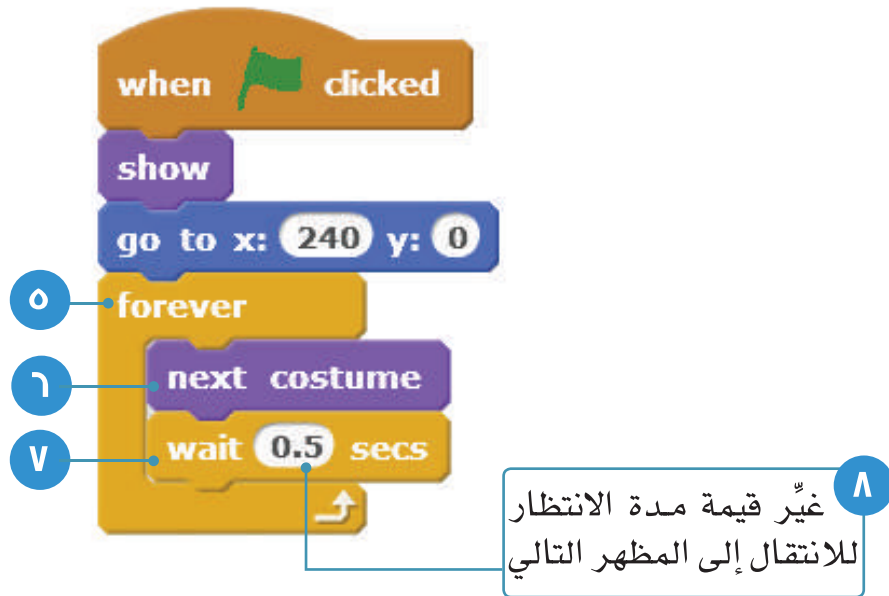 when clicked
show
go to x: 240 y: 0
٥
forever
٦
next costume
٧
wait 0.5 secs
٨
غيِّر قيمة مدة الانتظار
للانتقال إلى المظهر التالي